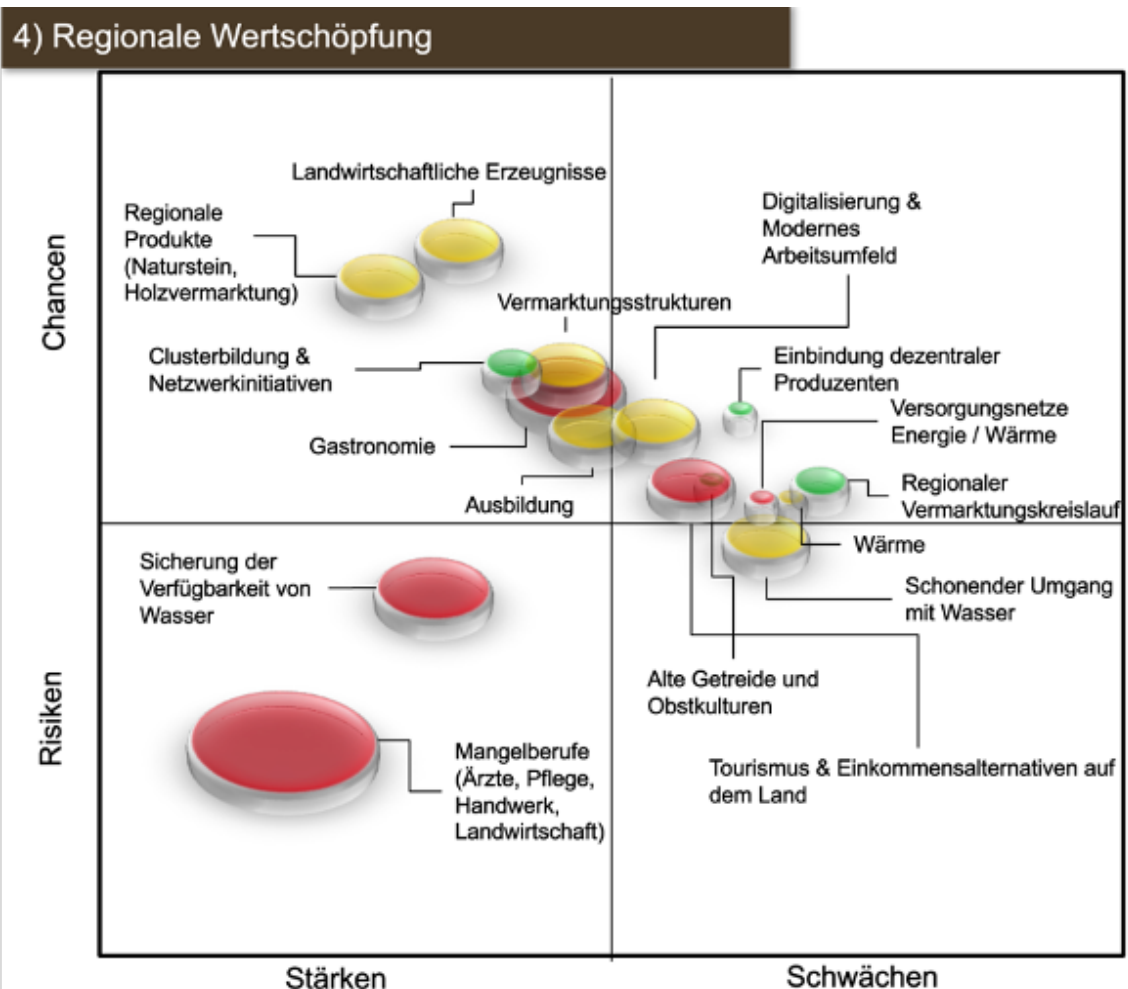 4) Regionale Wertschöpfung
Landwirtschaftliche Erzeugnisse
Regionale
Produkte
(Naturstein,
Holzvermarktung)
Digitalisierung &
Modernes
Arbeitsumfeld
Vermarktungsstrukturen
Chancen
Clusterbildung &
Netzwerkinitiativen
Einbindung dezentraler
Produzenten
Versorgungsnetze
Energie / Wärme
Gastronomie
Regionaler
Vermarktungskreislauf
Ausbildung
Wärme
Sicherung der
Verfügbarkeit von
Wasser
Schonender Umgang
mit Wasser
Alte Getreide und
Obstkulturen
Risiken
Mangelberufe
(Ärzte, Pflege,
Handwerk,
Landwirtschaft)
Tourismus & Einkommensalternativen auf
dem Land
Stärken
Schwächen